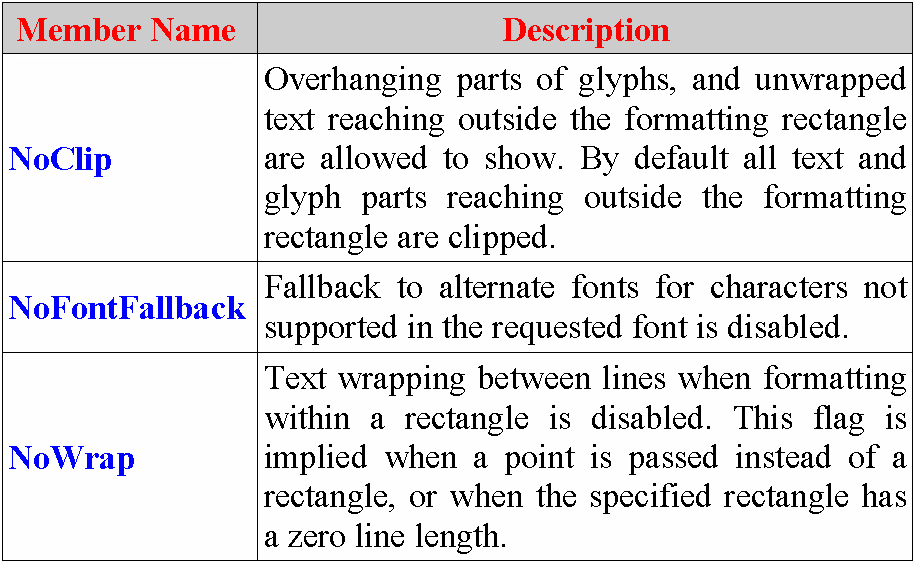 Member Name Description
NoClip
Overhanging parts of glyphs, and unwrapped
text reaching outside the formatting rectangle
are allowed to show. By default all text and
glyph parts reaching outside the formatting
rectangle are clipped.
NoFontFallback
Fallback to alternate fonts for characters not
supported in the requested font is disabled.
NoWrap
Text wrapping between lines when formatting
within a rectangle is disabled. This flag is
implied when a point is passed instead of a
rectangle, or when the specified rectangle has
a zero line length.